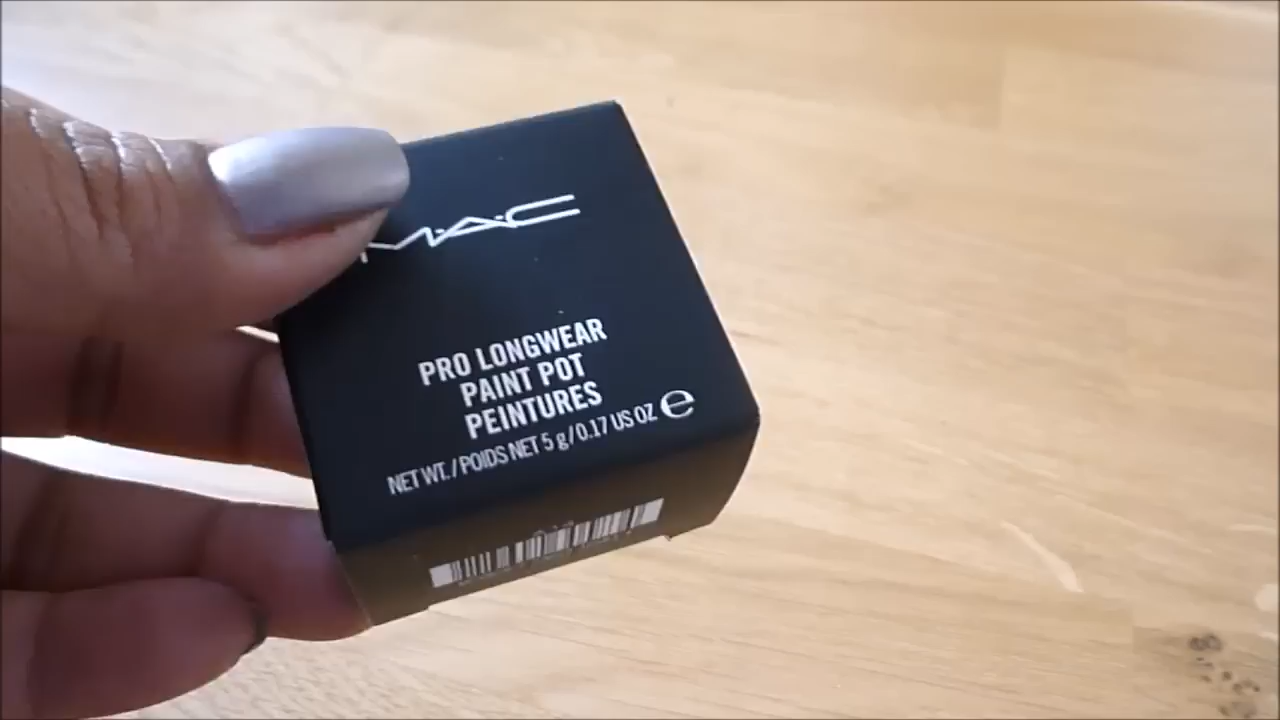 M·A·C
PRO LONGWEAR
PAINT POT
PEINTURES
NET WT. / POIDS NET 5 g / 0.17 US OZ ℮